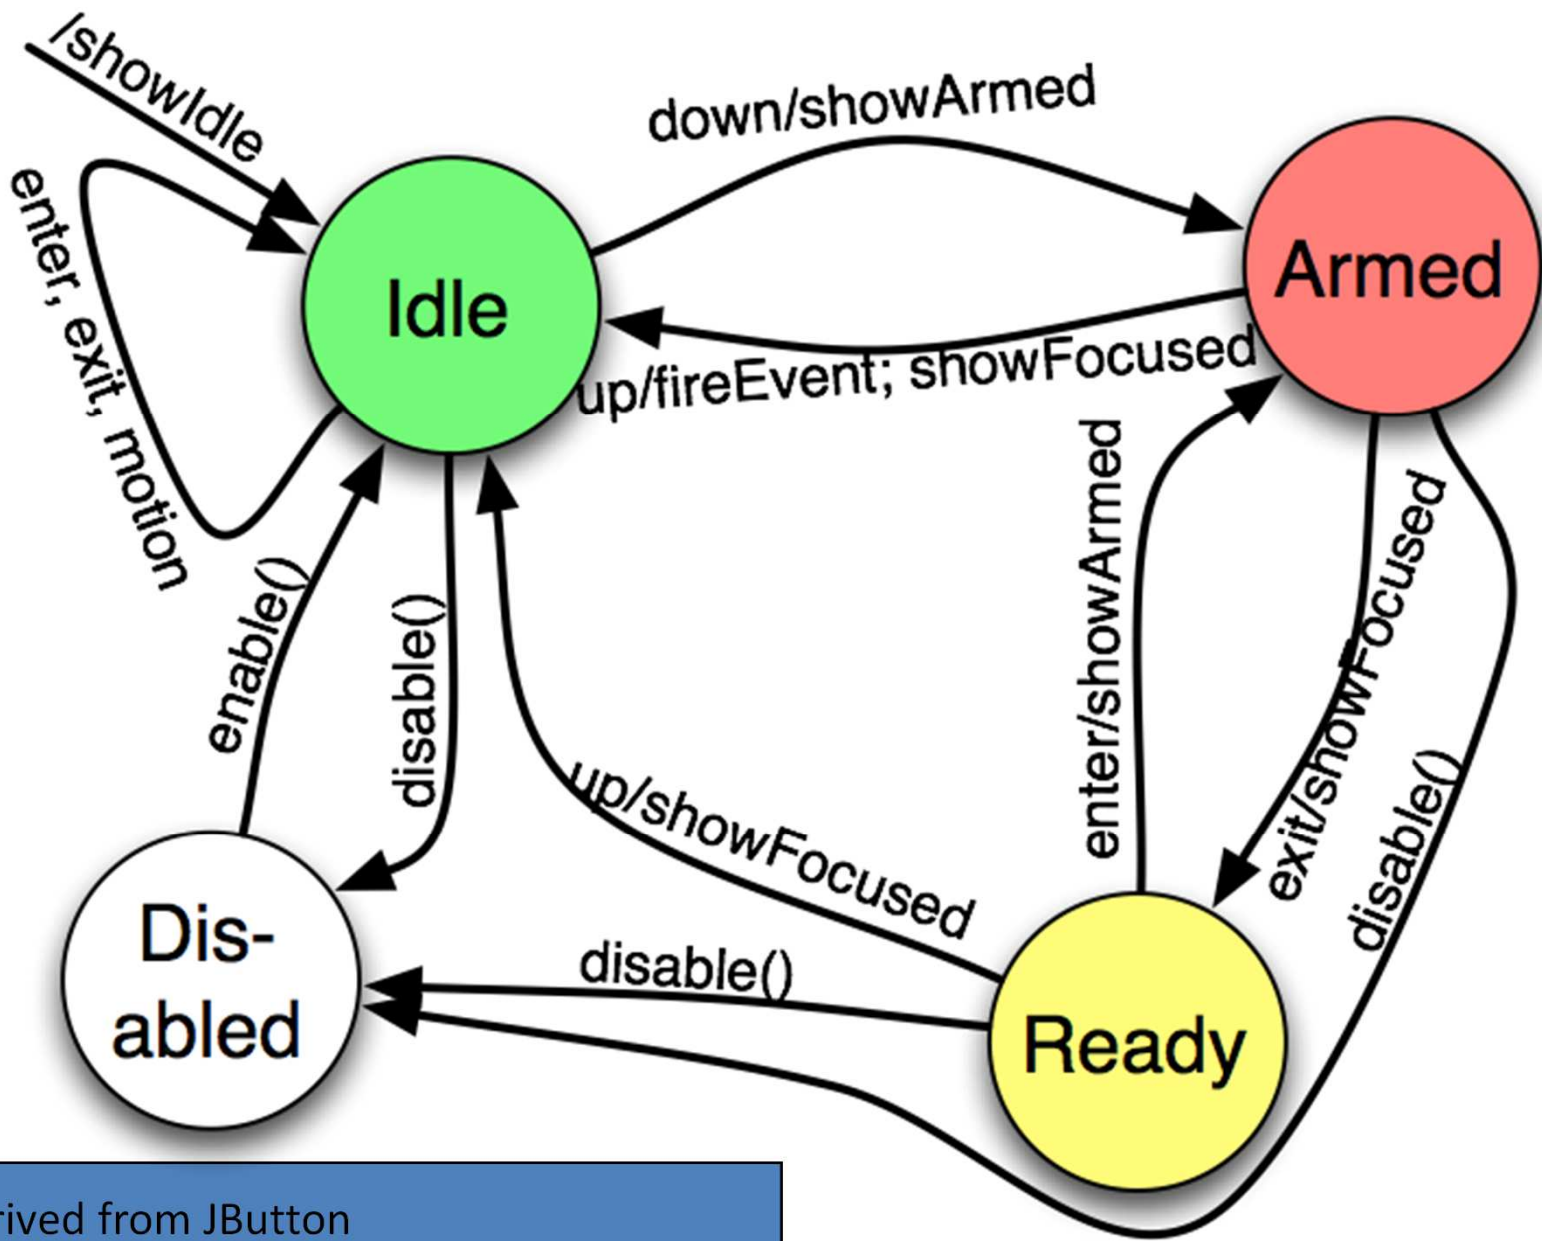 /showIdle
down/showArmed
enter, exit, motion
Idle
Armed
up/fireEvent; showFocused
enable()
disable()
enter/showArmed
exit/showFocused
disable()
up/showFocused
Dis-
abled
disable()
Ready
rived from JButton